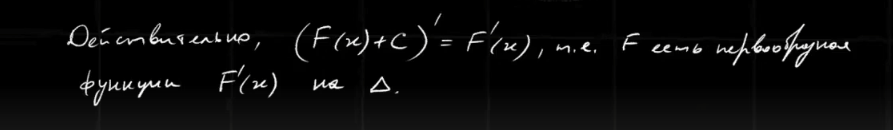 Действительно, (F(x)+C)' = F'(x), т.е. F есть первообразная
функции F'(x) на Δ.